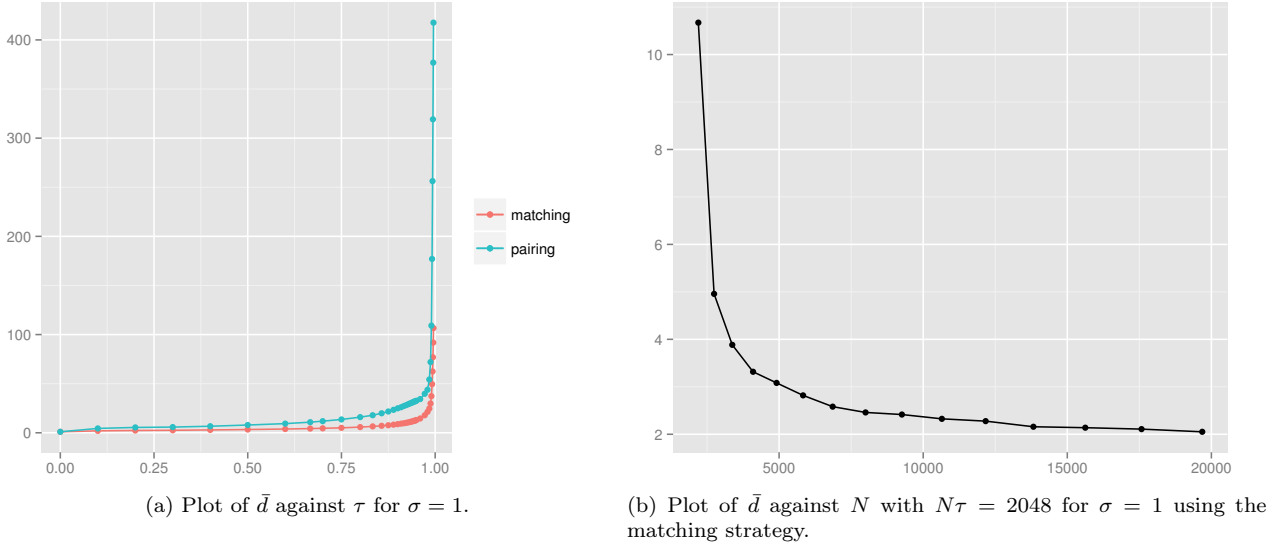 400
300
200
100
0
0.00 0.25 0.50 0.75 1.00
matching
pairing
(a) Plot of d̄ against τ for σ = 1.
10
8
6
4
2
5000 10000 15000 20000
(b) Plot of d̄ against N with Nτ = 2048 for σ = 1 using the
matching strategy.